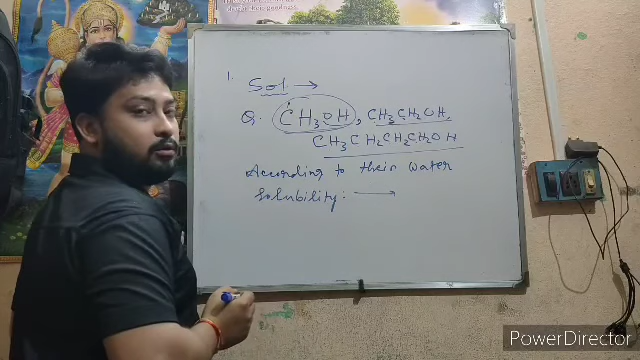 1.
Sol →
Q. CH3OH, CH3CH2OH,
CH3CH2CH2CH2OH
According to their water
Solubility: →
PowerDirector